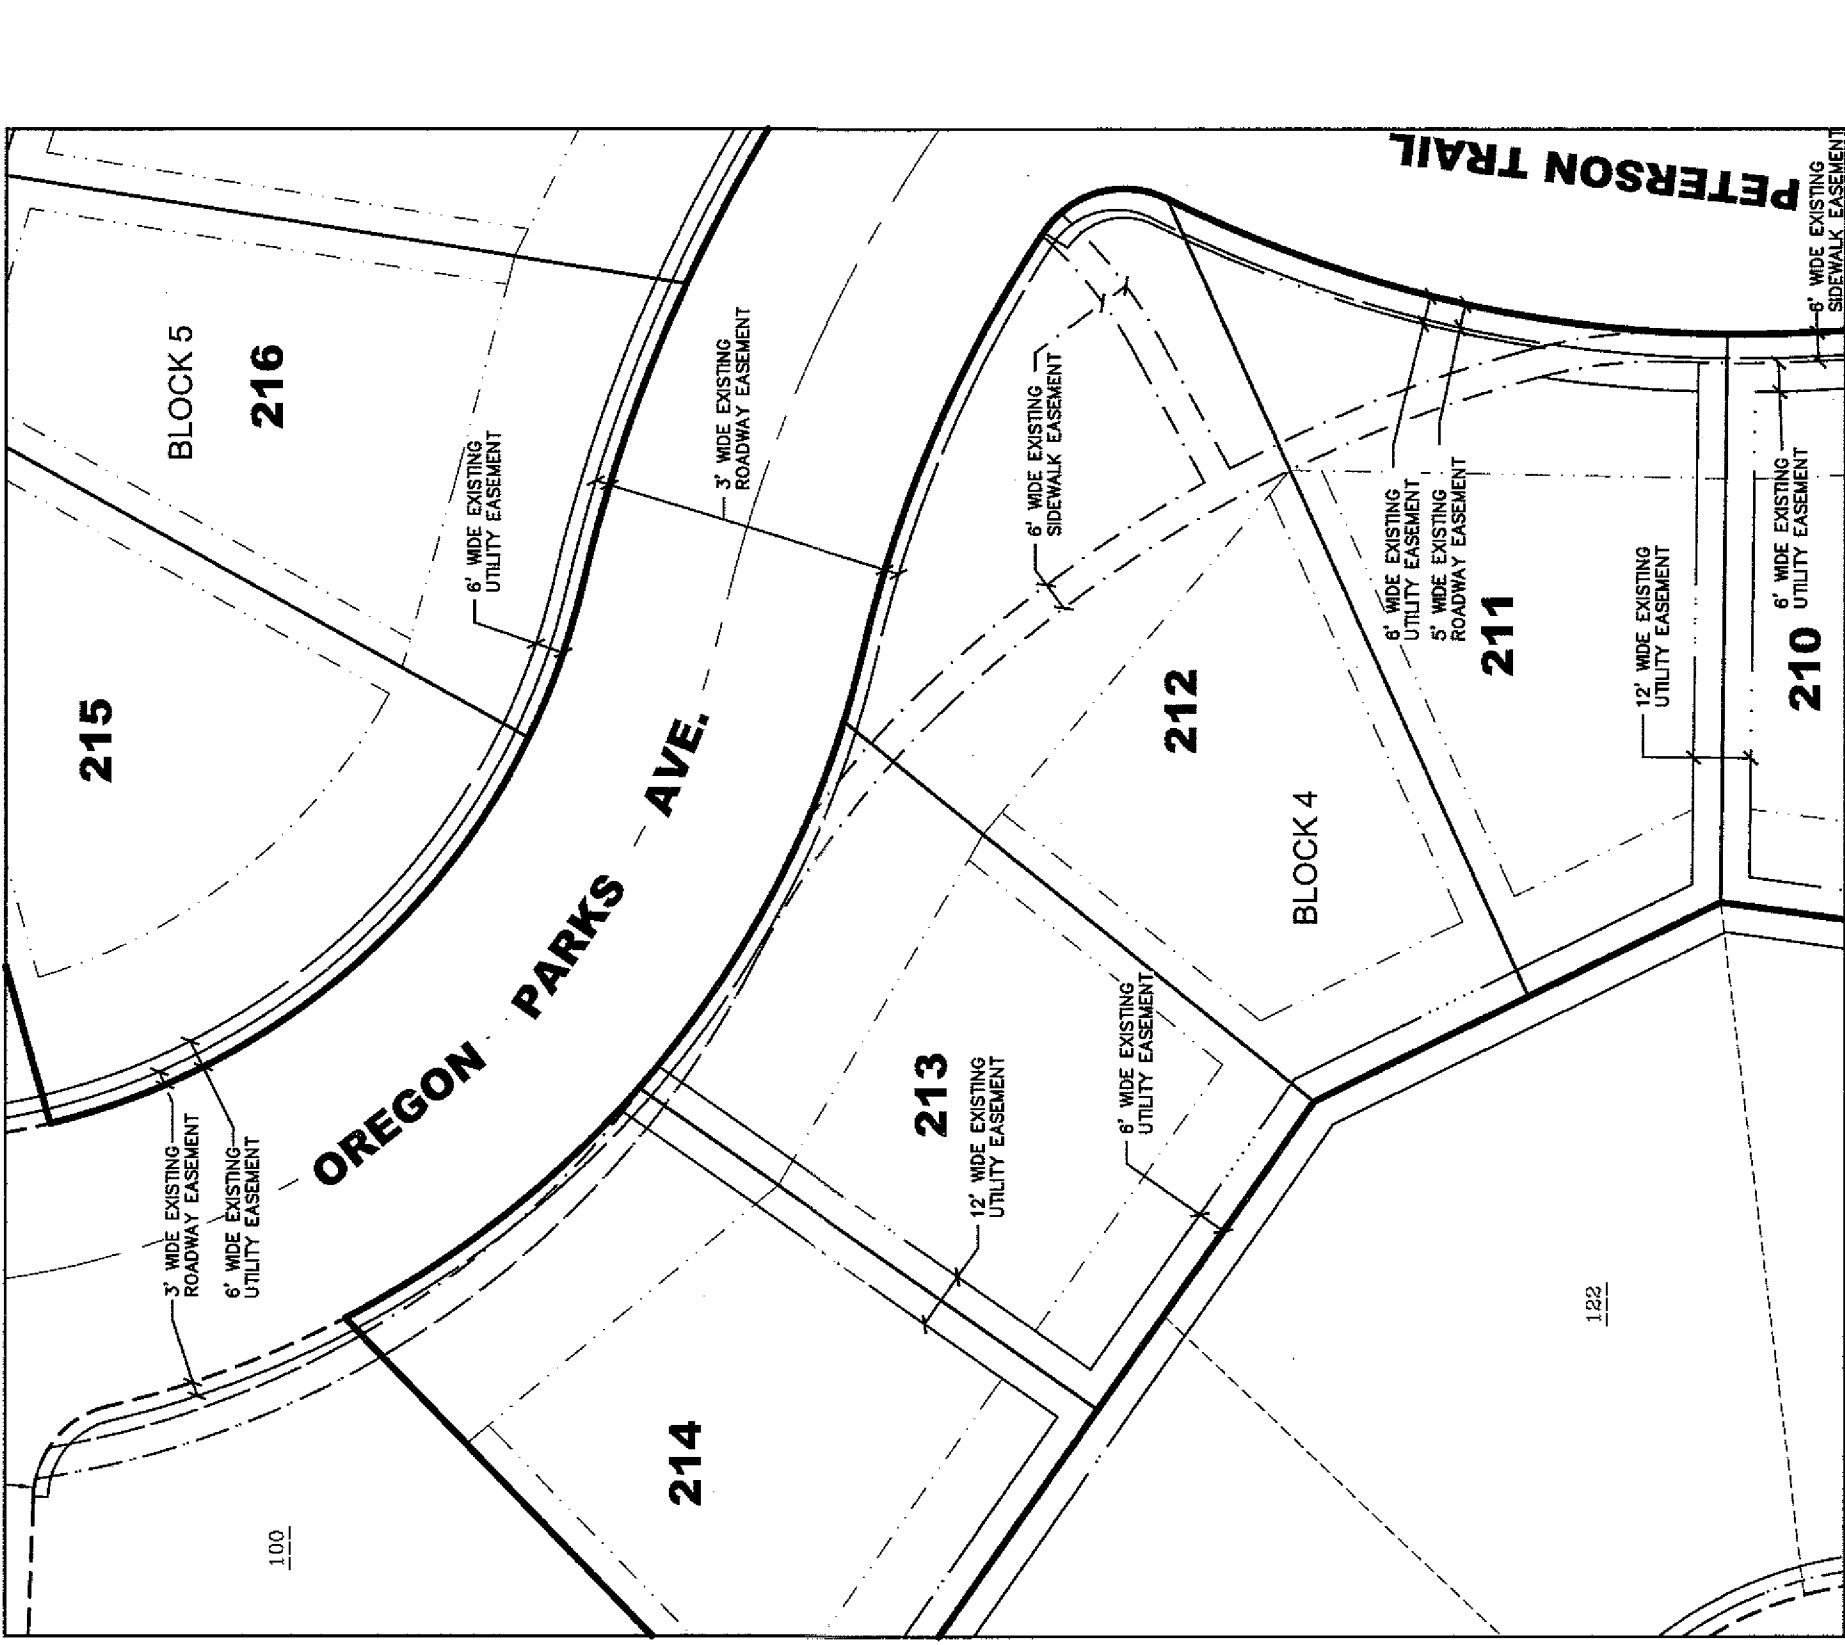 215
BLOCK 5
216
6' WIDE EXISTING
UTILITY EASEMENT
3' WIDE EXISTING
ROADWAY EASEMENT
OREGON PARKS AVE.
3' WIDE EXISTING
ROADWAY EASEMENT
6' WIDE EXISTING
UTILITY EASEMENT
100
214
213
12' WIDE EXISTING
UTILITY EASEMENT
6' WIDE EXISTING
UTILITY EASEMENT
6' WIDE EXISTING
SIDEWALK EASEMENT
212
BLOCK 4
6' WIDE EXISTING
UTILITY EASEMENT
5' WIDE EXISTING
ROADWAY EASEMENT
211
12' WIDE EXISTING
UTILITY EASEMENT
210
6' WIDE EXISTING
UTILITY EASEMENT
PETERSON TRAIL
6' WIDE EXISTING
SIDEWALK EASEMENT
122